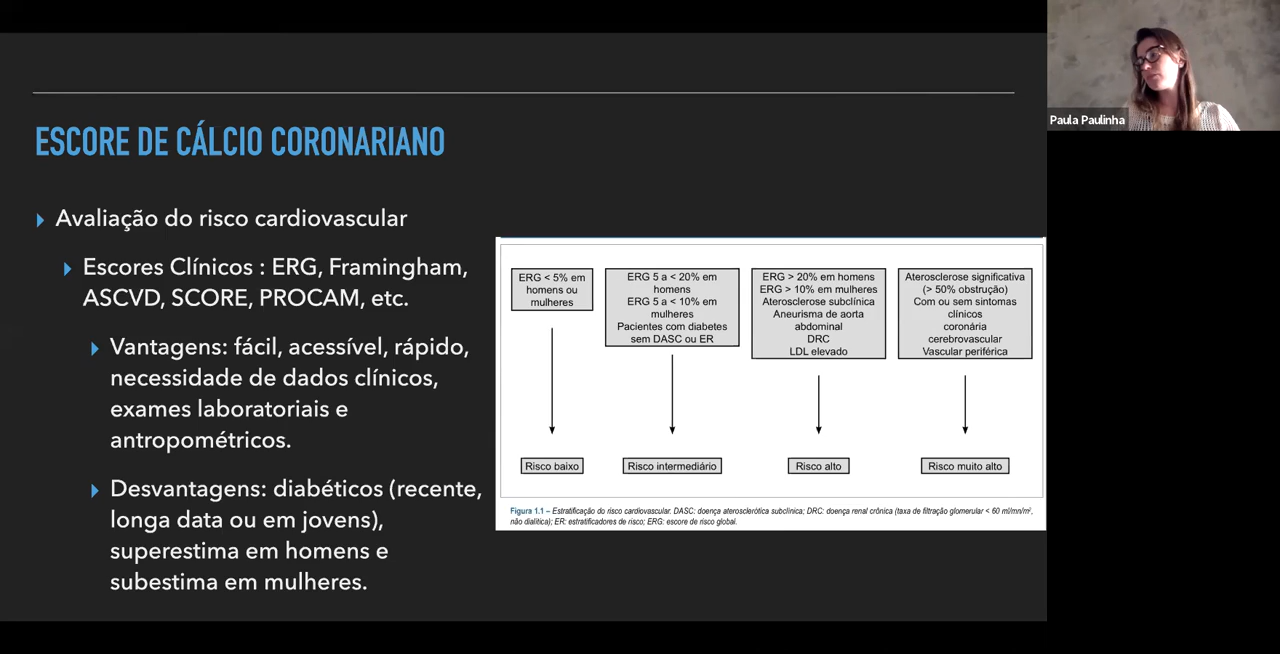 ESCORE DE CÁLCIO CORONARIANO
Avaliação do risco cardiovascular
Escores Clínicos : ERG, Framingham,
ASCVD, SCORE, PROCAM, etc.
Vantagens: fácil, acessível, rápido,
necessidade de dados clínicos,
exames laboratoriais e
antropométricos.
Desvantagens: diabéticos (recente,
longa data ou em jovens),
superestima em homens e
subestima em mulheres.
ERG < 5% em
homens ou
mulheres
Risco baixo
ERG 5 a < 20% em
homens
ERG 5 a < 10% em
mulheres
Pacientes com diabetes
sem DASC ou ER
Risco intermediário
ERG > 20% em homens
ERG > 10% em mulheres
Aterosclerose subclínica
Aneurisma de aorta
abdominal
DRC
LDL elevado
Risco alto
Aterosclerose significativa
(> 50% obstrução)
Com ou sem sintomas
clínicos
coronária
cerebrovascular
Vascular periférica
Risco muito alto
Figura 1.1 – Estratificação do risco cardiovascular. DASC: doença aterosclerótica subclínica; DRC: doença renal crônica (taxa de filtração glomerular < 60 ml/mn/m²,
não dialítica); ER: estratificadores de risco; ERG: escore de risco global.
Paula Paulinha